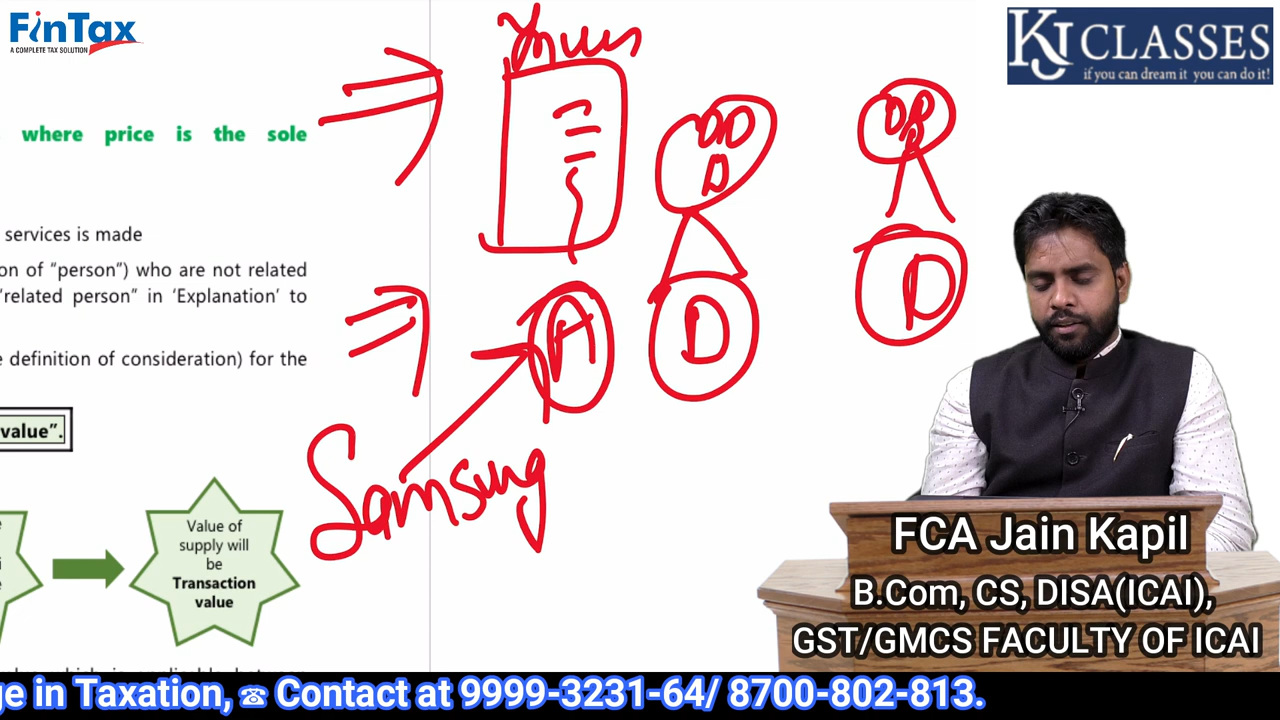 FinTax
A COMPLETE TAX SOLUTION
KJ CLASSES
if you can dream it you can do it!
where price is the sole
services is made
on of “person”) who are not related
“related person” in ‘Explanation’ to
e definition of consideration) for the
value”.
Value of
supply will
be
Transaction
value
DD
D
D
D
A
D
Samsung
FCA Jain Kapil
B.Com, CS, DISA(ICAI),
GST/GMCS FACULTY OF ICAI
ge in Taxation, ☎ Contact at 9999-3231-64/ 8700-802-813.